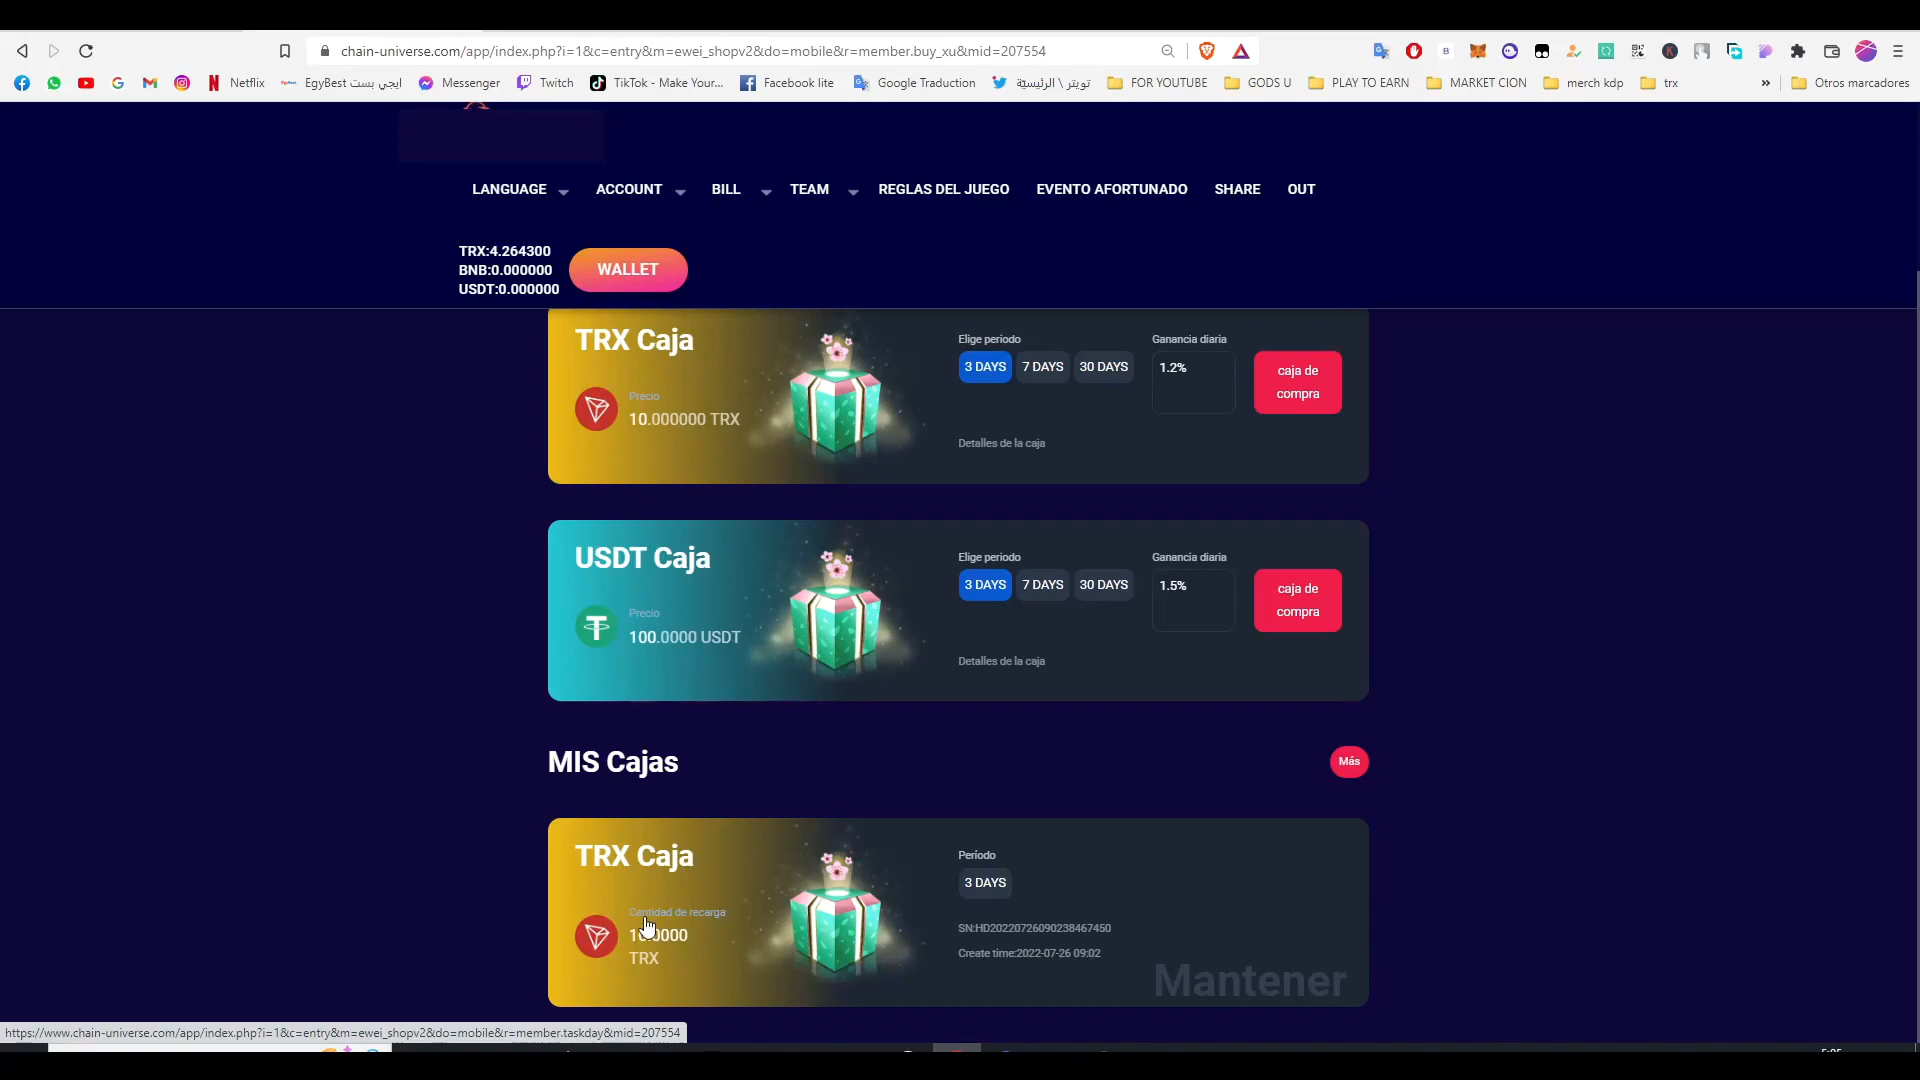 chain-universe.com/app/index.php?i=1&c=entry&m=ewei_shopv2&do=mobile&r=member.buy_xu&mid=207554
Netflix
ايجي بست EgyBest
Messenger
Twitch
TikTok - Make Your...
Facebook lite
Google Traduction
تويتر \ الرئيسيّة
FOR YOUTUBE
GODS U
PLAY TO EARN
MARKET CION
merch kdp
trx
»
Otros marcadores
LANGUAGE
ACCOUNT
BILL
TEAM
REGLAS DEL JUEGO
EVENTO AFORTUNADO
SHARE
OUT
TRX:4.264300
BNB:0.000000
USDT:0.000000
WALLET
TRX Caja
Precio
10.000000 TRX
Elige periodo
3 DAYS
7 DAYS
30 DAYS
Ganancia diaria
1.2%
caja de
compra
Detalles de la caja
USDT Caja
Precio
100.0000 USDT
Elige periodo
3 DAYS
7 DAYS
30 DAYS
Ganancia diaria
1.5%
caja de
compra
Detalles de la caja
MIS Cajas
Más
TRX Caja
Cantidad de recarga
10.0000
TRX
Período
3 DAYS
SN:HD20220726090238467450
Create time:2022-07-26 09:02
Mantener
https://www.chain-universe.com/app/index.php?i=1&c=entry&m=ewei_shopv2&do=mobile&r=member.taskday&mid=207554